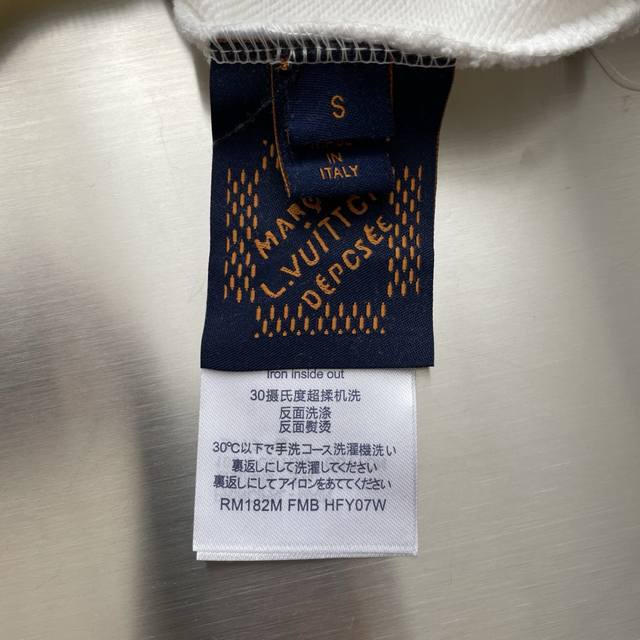 S
IN
ITALY
L.VUITTON
DÉPOSÉE
Iron inside out
30摄氏度超揉机洗
反面洗涤
反面熨烫
30℃以下で手洗コース洗濯機洗い
裏返しにして洗濯してください
裏返しにしてアイロンをあててください
RM182M FMB HFY07W